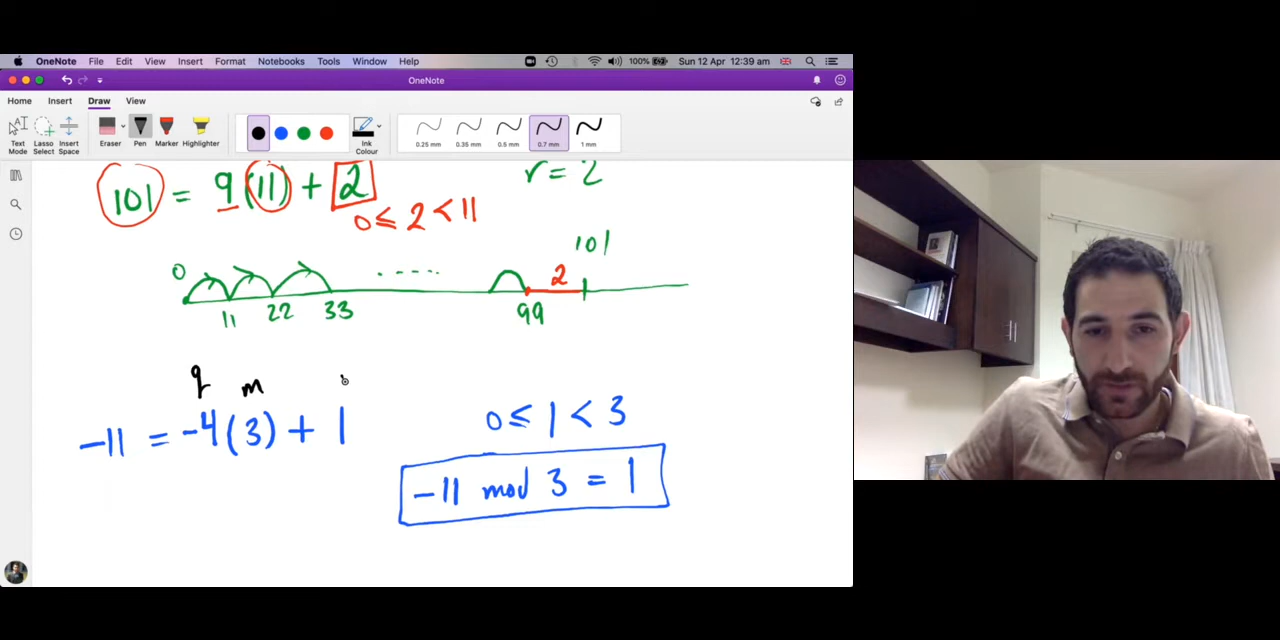 OneNote File Edit View Insert Format Notebooks Tools Window Help 100% Sun 12 Apr 12:39 am
OneNote
Home Insert Draw View
Text Mode Lasso Select Insert Space Eraser Pen Marker Highlighter Ink Colour 0.25 mm 0.35 mm 0.5 mm 0.7 mm 1 mm
101 = 9(11) + 2 r = 2
0 ≤ 2 < 11
101
0 ..... 2
11 22 33 99
q m
-11 = -4(3) + 1 0 ≤ 1 < 3
-11 mod 3 = 1